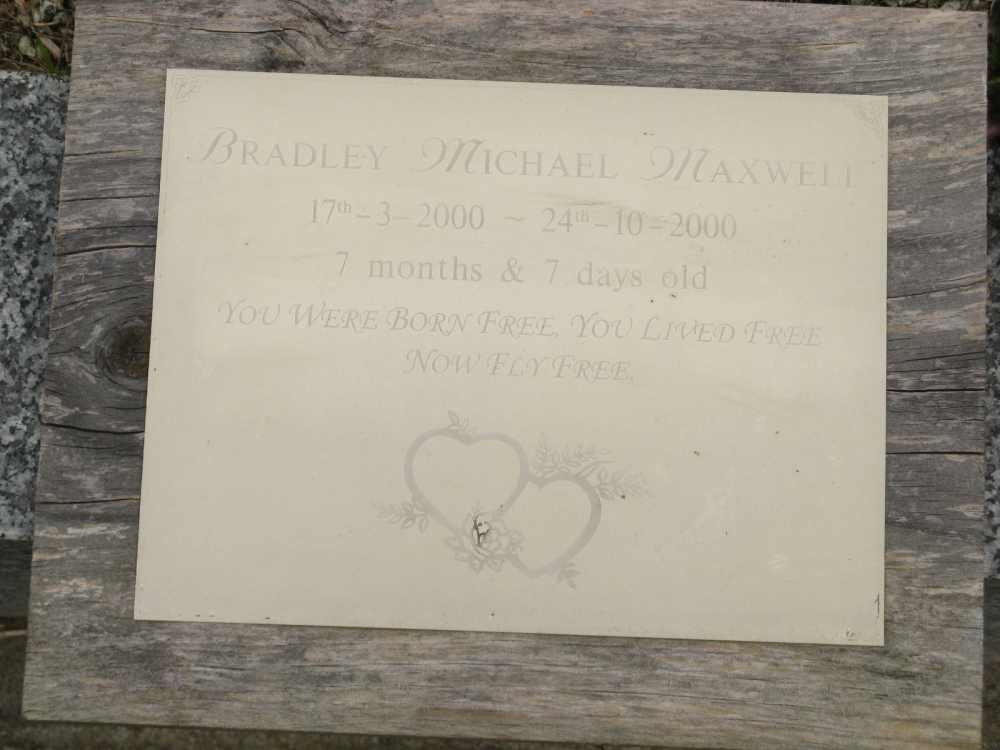 Bradley Michael Maxwell
17th-3-2000 ~ 24th-10-2000
7 months & 7 days old
You Were Born Free, You Lived Free
Now Fly Free.